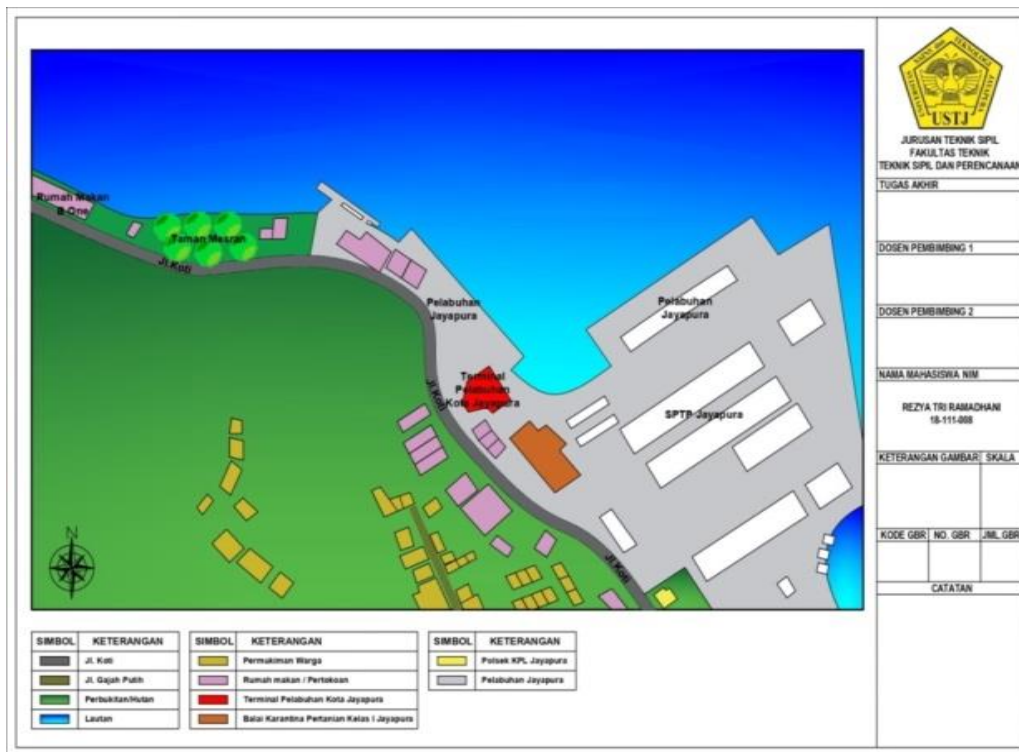 Rumah Makan
B One
Taman Mesran
Jl.Koti
Pelabuhan
Jayapura
Pelabuhan
Jayapura
Terminal
Pelabuhan
Kota Jayapura
Jl.Koti
SPTP Jayapura
Jl.Koti
N
SIMBOL KETERANGAN
Jl. Koti
Jl. Gajah Putih
Perbukitan/Hutan
Lautan
SIMBOL KETERANGAN
Permukiman Warga
Rumah makan / Pertokoan
Terminal Pelabuhan Kota Jayapura
Balai Karantina Pertanian Kelas I Jayapura
SIMBOL KETERANGAN
Polsek KPL Jayapura
Pelabuhan Jayapura
USTJ
JURUSAN TEKNIK SIPIL
FAKULTAS TEKNIK
TEKNIK SIPIL DAN PERENCANAAN
TUGAS AKHIR
DOSEN PEMBIMBING 1
DOSEN PEMBIMBING 2
NAMA MAHASISWA NIM
REZYA TRI RAMADHANI
KETERANGAN GAMBAR SKALA
KODE GBR NO. GBR JML.GBR
CATATAN